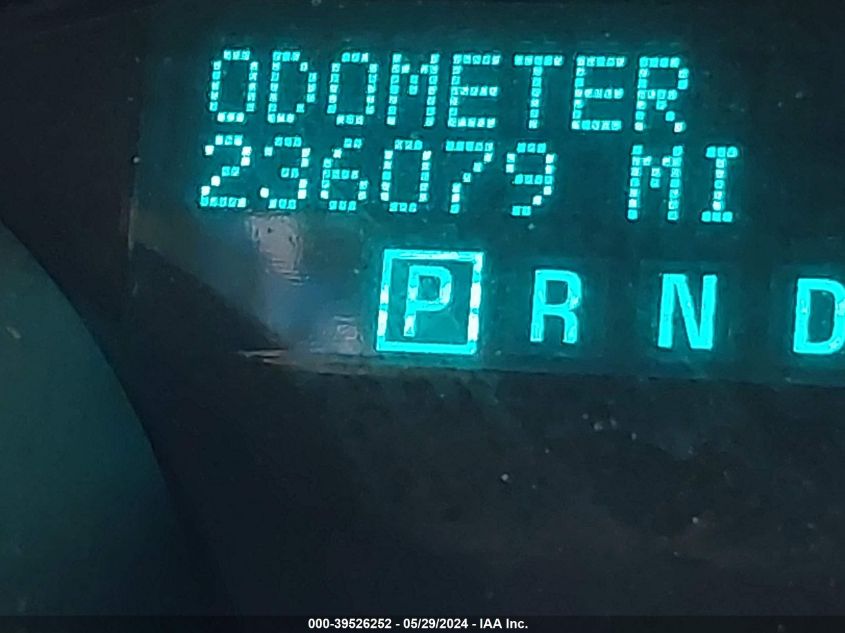 ODOMETER
236079 MI
P R N D
000-39526252 - 05/29/2024 - IAA Inc.